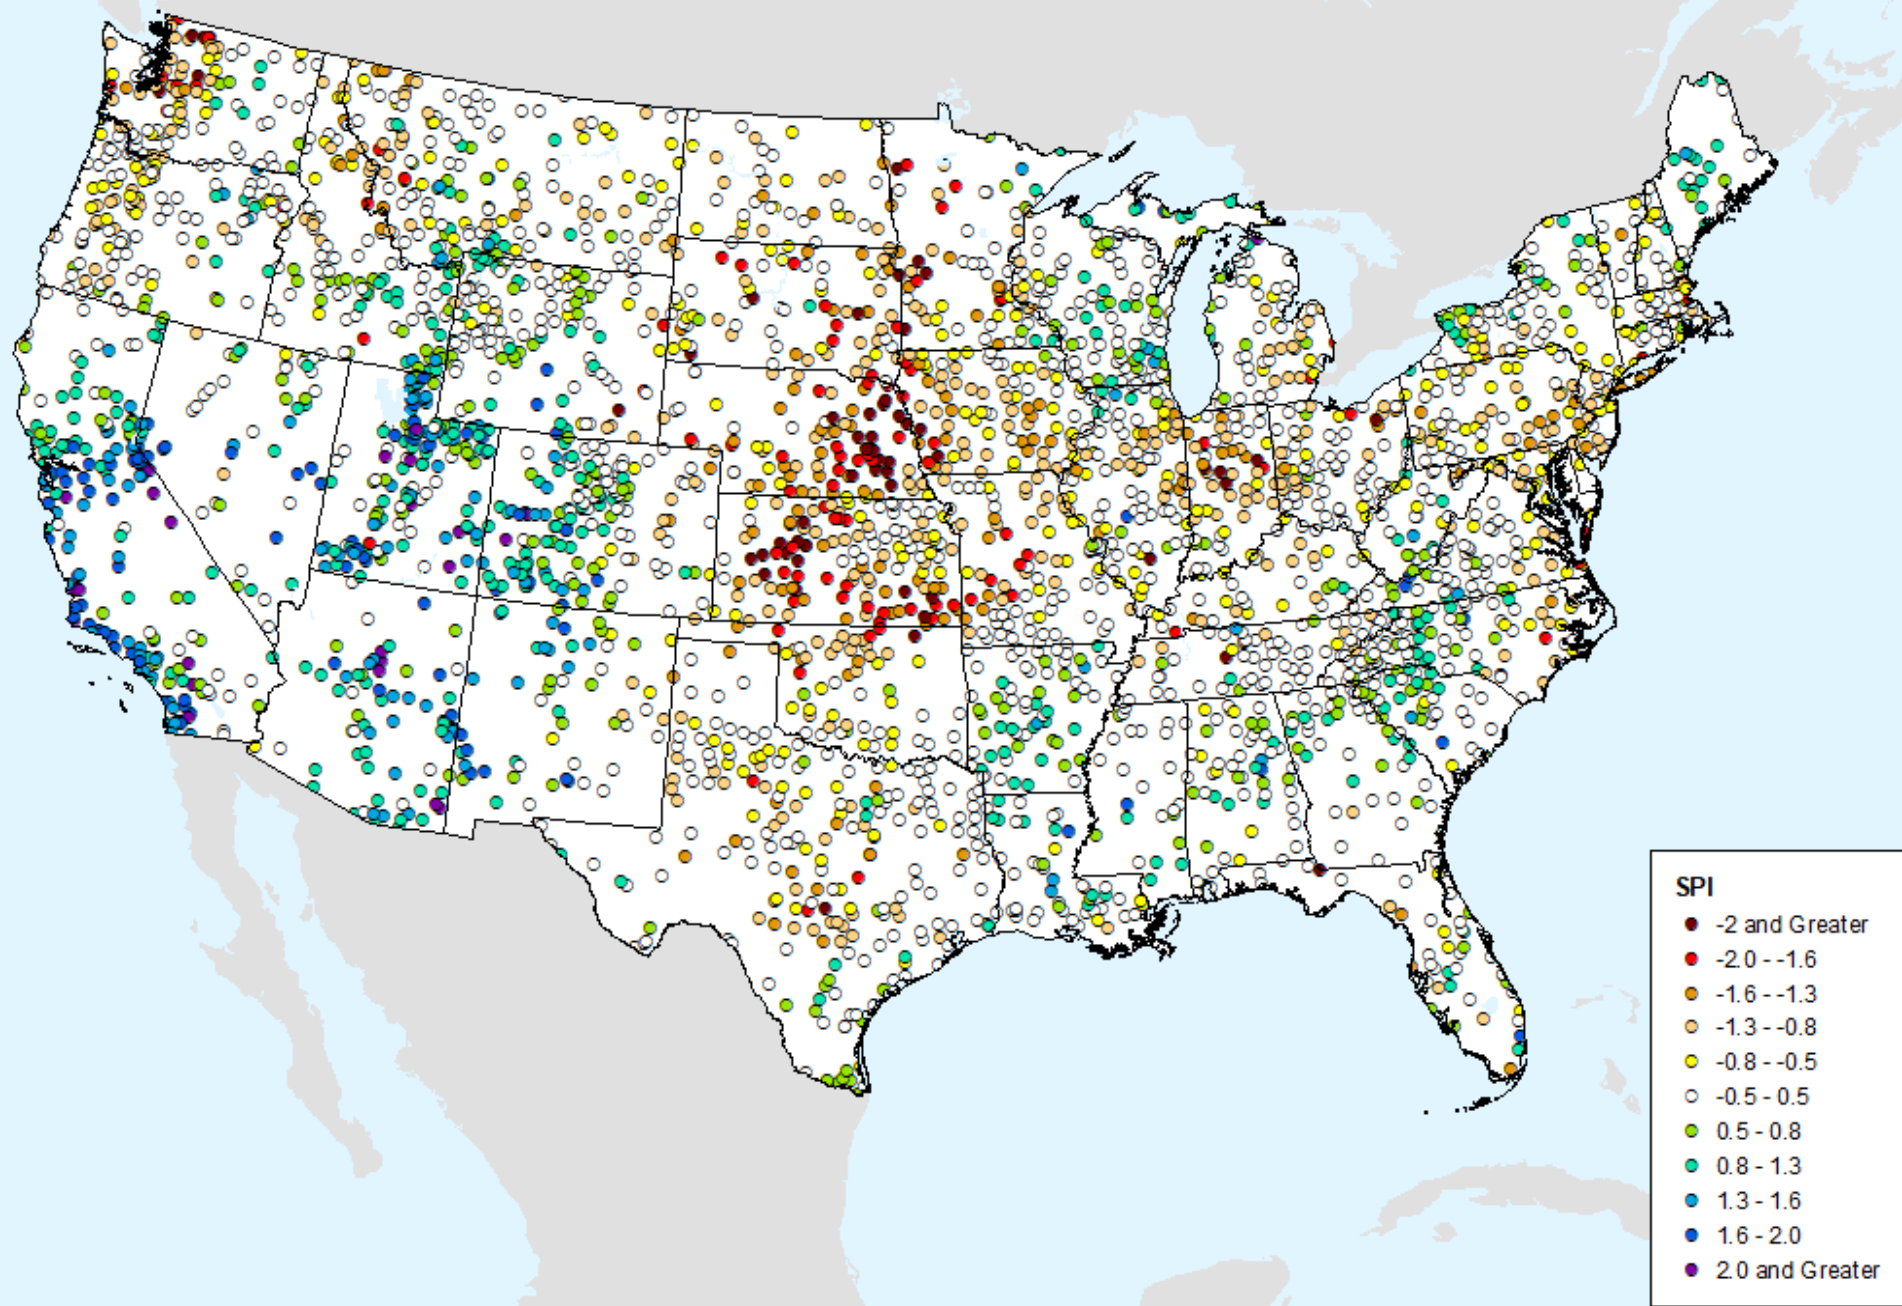 SPI
-2 and Greater
-2.0 - -1.6
-1.6 - -1.3
-1.3 - -0.8
-0.8 - -0.5
-0.5 - 0.5
0.5 - 0.8
0.8 - 1.3
1.3 - 1.6
1.6 - 2.0
2.0 and Greater